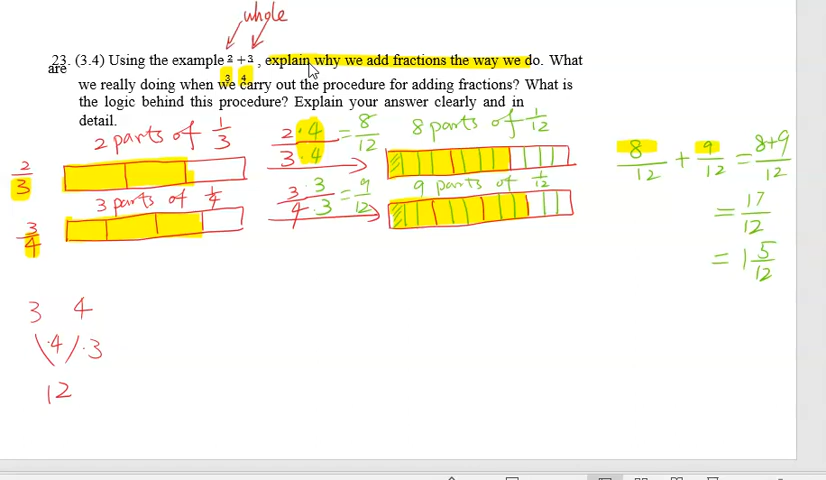 whole
23. (3.4) Using the example 2/3 + 3/4, explain why we add fractions the way we do. What are
we really doing when we carry out the procedure for adding fractions? What is
the logic behind this procedure? Explain your answer clearly and in
detail.
2 parts of 1/3
2/3
2·4/3·4 = 8/12
8 parts of 1/12
3 parts of 1/4
3/4
3·3/4·3 = 9/12
9 parts of 1/12
8/12 + 9/12 = 8+9/12
= 17/12
= 1 5/12
3 4
·4 ·3
12